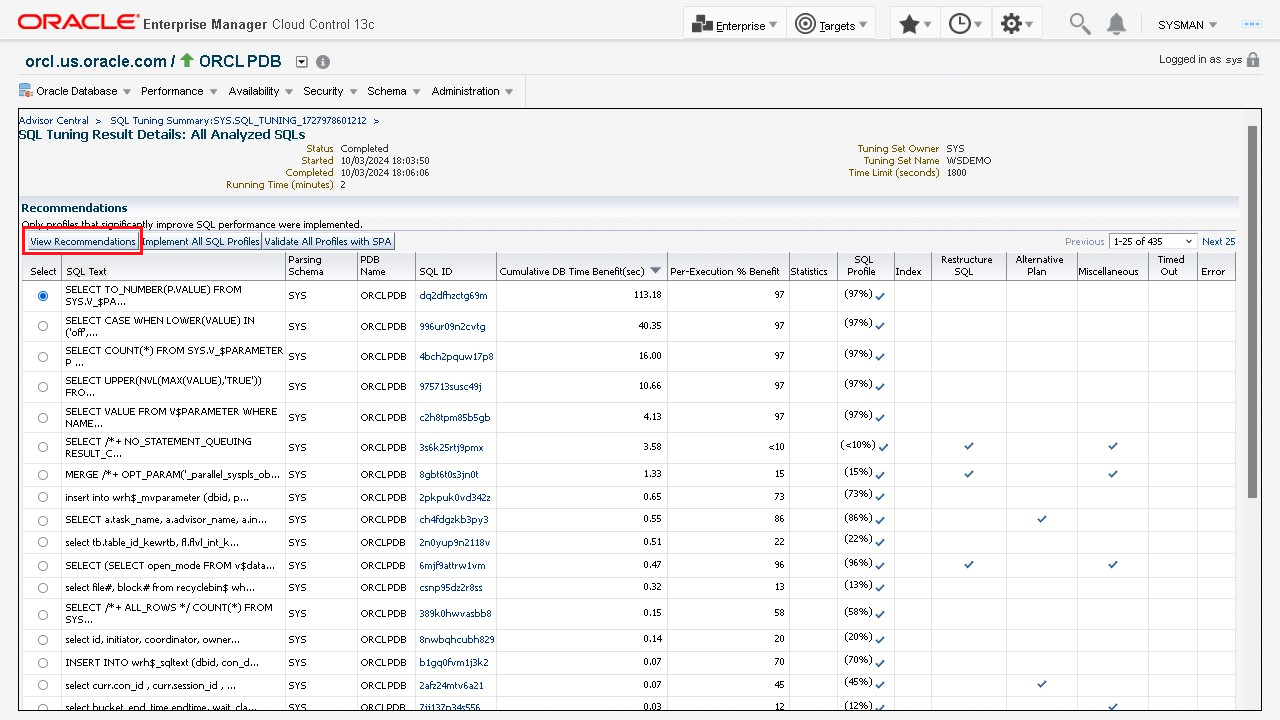 ORACLE Enterprise Manager Cloud Control 13c Enterprise Targets SYSMAN
orcl.us.oracle.com / ORCLPDB Logged in as sys
Oracle Database Performance Availability Security Schema Administration
Advisor Central > SQL Tuning Summary:SYS.SQL_TUNING_1727978601212 >
SQL Tuning Result Details: All Analyzed SQLs
Status Completed Tuning Set Owner SYS
Started 10/03/2024 18:03:50 Tuning Set Name WSDEMO
Completed 10/03/2024 18:06:06 Time Limit (seconds) 1800
Running Time (minutes) 2
Recommendations
Only profiles that significantly improve SQL performance were implemented.
View Recommendations Implement All SQL Profiles Validate All Profiles with SPA Previous 1-25 of 435 Next 25
Select SQL Text Parsing Schema PDB Name SQL ID Cumulative DB Time Benefit(sec) Per-Execution % Benefit Statistics SQL Profile Index Restructure SQL Alternative Plan Miscellaneous Timed Out Error
SELECT TO_NUMBER(P.VALUE) FROM SYS.V_$PA... SYS ORCLPDB dq2dfhzctg69m 113.18 97 (97%)
SELECT CASE WHEN LOWER(VALUE) IN ('off',... SYS ORCLPDB 996ur09n2cvtg 40.35 97 (97%)
SELECT COUNT(*) FROM SYS.V_$PARAMETER P ... SYS ORCLPDB 4bch2pquw17p8 16.00 97 (97%)
SELECT UPPER(NVL(MAX(VALUE),'TRUE')) FRO... SYS ORCLPDB 975713susc49j 10.66 97 (97%)
SELECT VALUE FROM V$PARAMETER WHERE NAME... SYS ORCLPDB c2h8tpm85b5gb 4.13 97 (97%)
SELECT /*+ NO_STATEMENT_QUEUING RESULT_C... SYS ORCLPDB 3s6k25rtj9pmx 3.58 <10 (<10%)
MERGE /*+ OPT_PARAM('_parallel_syspls_ob... SYS ORCLPDB 8gbt6t0s3jn0t 1.33 15 (15%)
insert into wrh$_mvparameter (dbid, p... SYS ORCLPDB 2pkpuk0vd342z 0.65 73 (73%)
SELECT a.task_name, a.advisor_name, a.in... SYS ORCLPDB ch4fdgzkb3py3 0.55 86 (86%)
select tb.table_id_kewrtb, fl.flvl_int_k... SYS ORCLPDB 2n0yup9n2118v 0.51 22 (22%)
SELECT (SELECT open_mode FROM v$data... SYS ORCLPDB 6mjf9attrw1vm 0.47 96 (96%)
select file#, block# from recyclebin$ wh... SYS ORCLPDB csnp95dz2r8ss 0.32 13 (13%)
SELECT /*+ ALL_ROWS */ COUNT(*) FROM SYS... SYS ORCLPDB 389k0hwvasbb8 0.15 58 (58%)
select id, initiator, coordinator, owner... SYS ORCLPDB 8nwbqhcubh829 0.14 20 (20%)
INSERT INTO wrh$_sqltext (dbid, con_d... SYS ORCLPDB b1gq0fvm1j3k2 0.07 70 (70%)
select curr.con_id , curr.session_id , ... SYS ORCLPDB 2afz24mtv6a21 0.07 45 (45%)
select bucket_end_time endtime, wait_cla... SYS ORCLPDB 0.03 12 (12%)